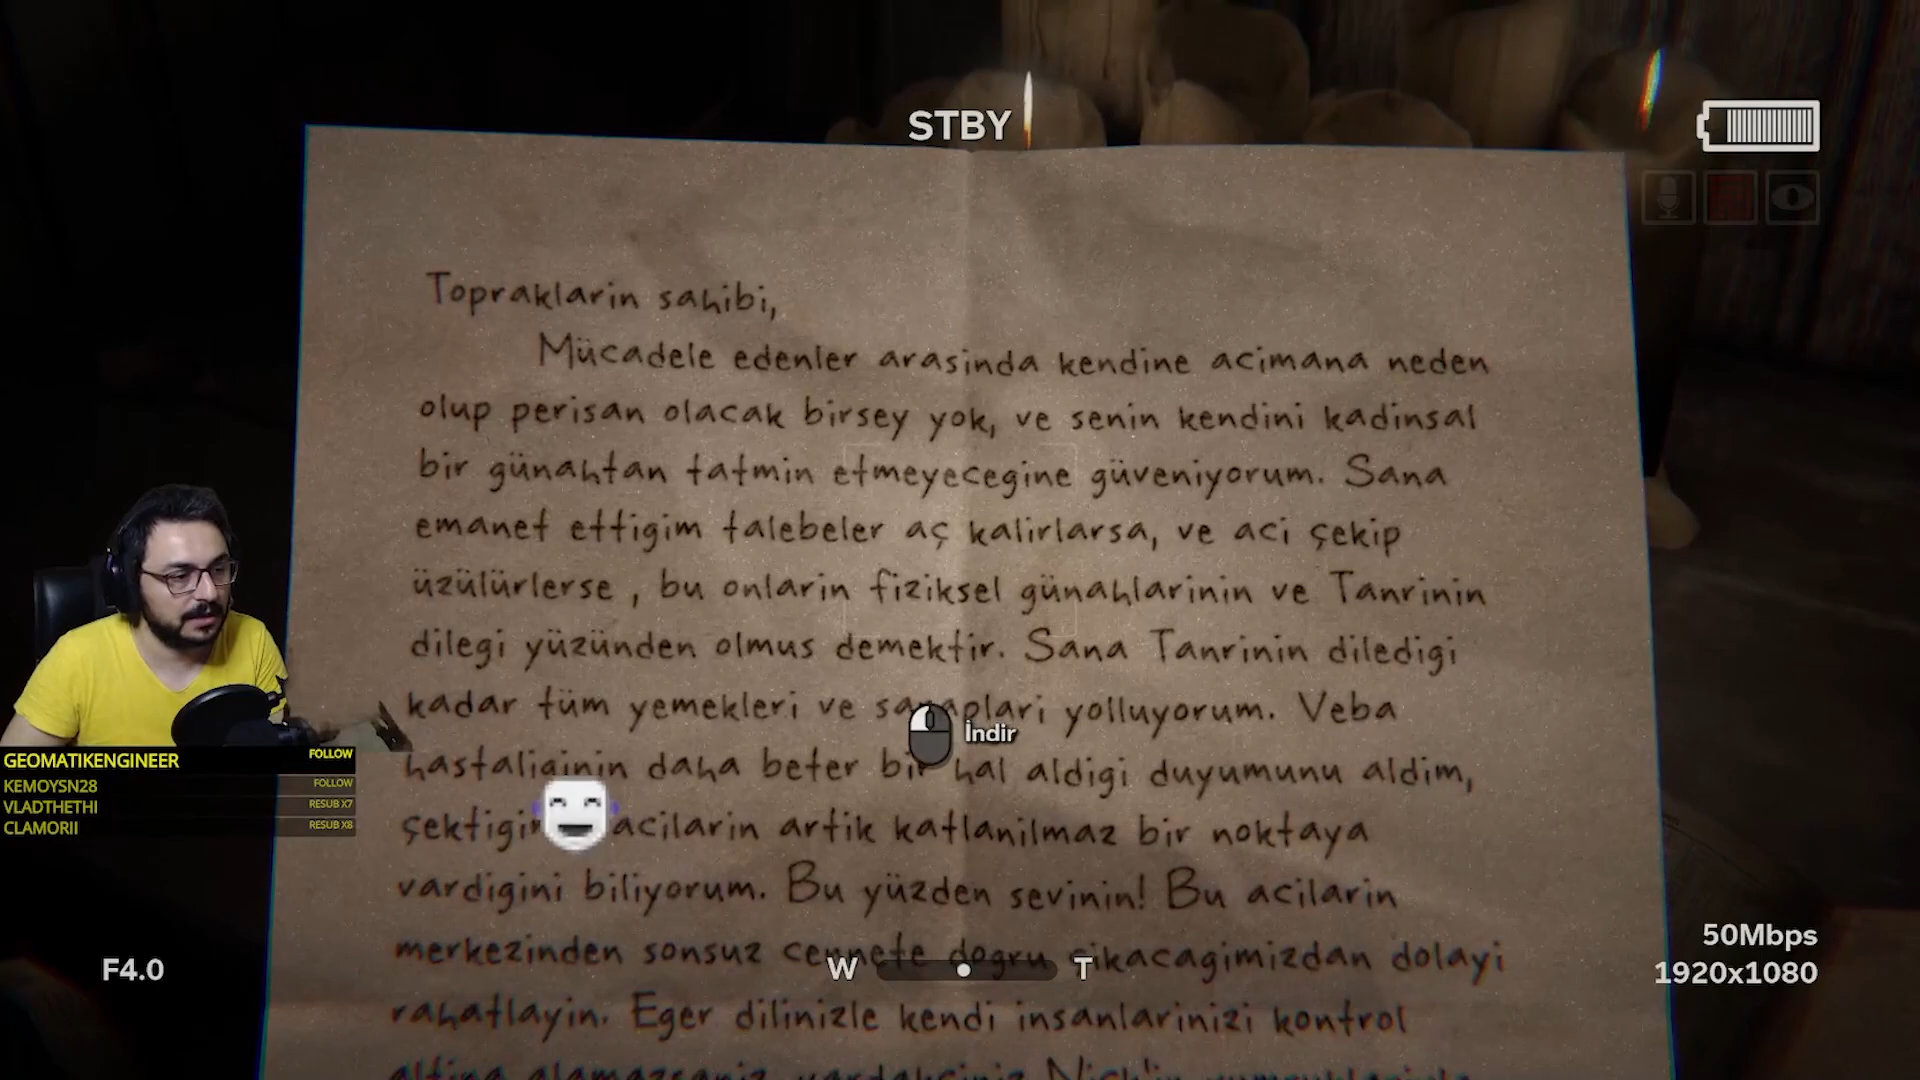 STBY
Topraklarin sahibi,
Mücadele edenler arasinda kendine acimana neden
olup perisan olacak birsey yok, ve senin kendini kadinsal
bir günahtan tatmin etmeyecegine güveniyorum. Sana
emanet ettigim talebeler aç kalirlarsa, ve aci şekip
üzülürlerse , bu onlarin fiziksel günahlarinin ve Tanrinin
dilegi yüzünden olmus demektir. Sana Tanrinin diledigi
kadar tüm yemekleri ve yolluyorum. Veba
İndir
hastaliginin daha beter bir hal aldigi duyumunu aldim,
acilarin artik katlanilmaz bir noktaya
vardigini biliyorum. Bu yüzden sevinin! Bu acilarin
merkezinden sonsuz cennete dogru çikacagimizdan dolayi
rahatlayin. Eger dilinizle kendi insanlarinizi kontrol
GEOMATIKENGINEER FOLLOW
KEMOYSN28 FOLLOW
VLADTHETHI RESUB X7
CLAMORII RESUB X8
F4.0
W T
50Mbps
1920x1080